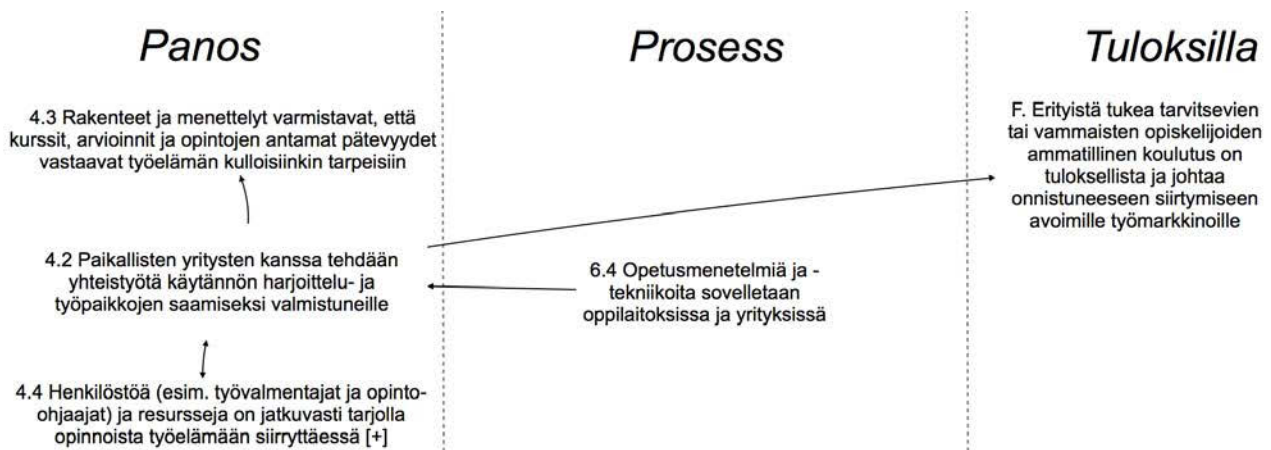 Panos
Prosess
Tuloksilla
4.3 Rakenteet ja menettelyt varmistavat, että
kurssit, arvioinnit ja opintojen antamat pätevyydet
vastaavat työelämän kulloisiinkin tarpeisiin
4.2 Paikallisten yritysten kanssa tehdään
yhteistyötä käytännön harjoittelu- ja
työpaikkojen saamiseksi valmistuneille
4.4 Henkilöstöä (esim. työvalmentajat ja opinto-
ohjaajat) ja resursseja on jatkuvasti tarjolla
opinnoista työelämään siirryttäessä [+]
6.4 Opetusmenetelmiä ja -
tekniikoita sovelletaan
oppilaitoksissa ja yrityksissä
F. Erityistä tukea tarvitsevien
tai vammaisten opiskelijoiden
ammatillinen koulutus on
tuloksellista ja johtaa
onnistuneeseen siirtymiseen
avoimille työmarkkinoille